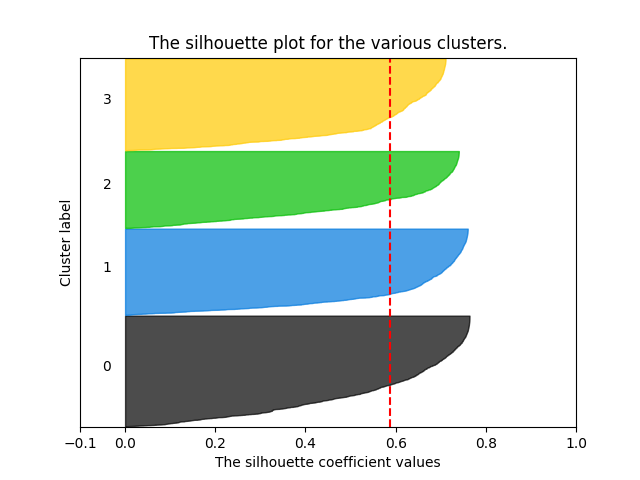 The silhouette plot for the various clusters.
3
2
1
0
Cluster label
−0.1 0.0 0.2 0.4 0.6 0.8 1.0
The silhouette coefficient values